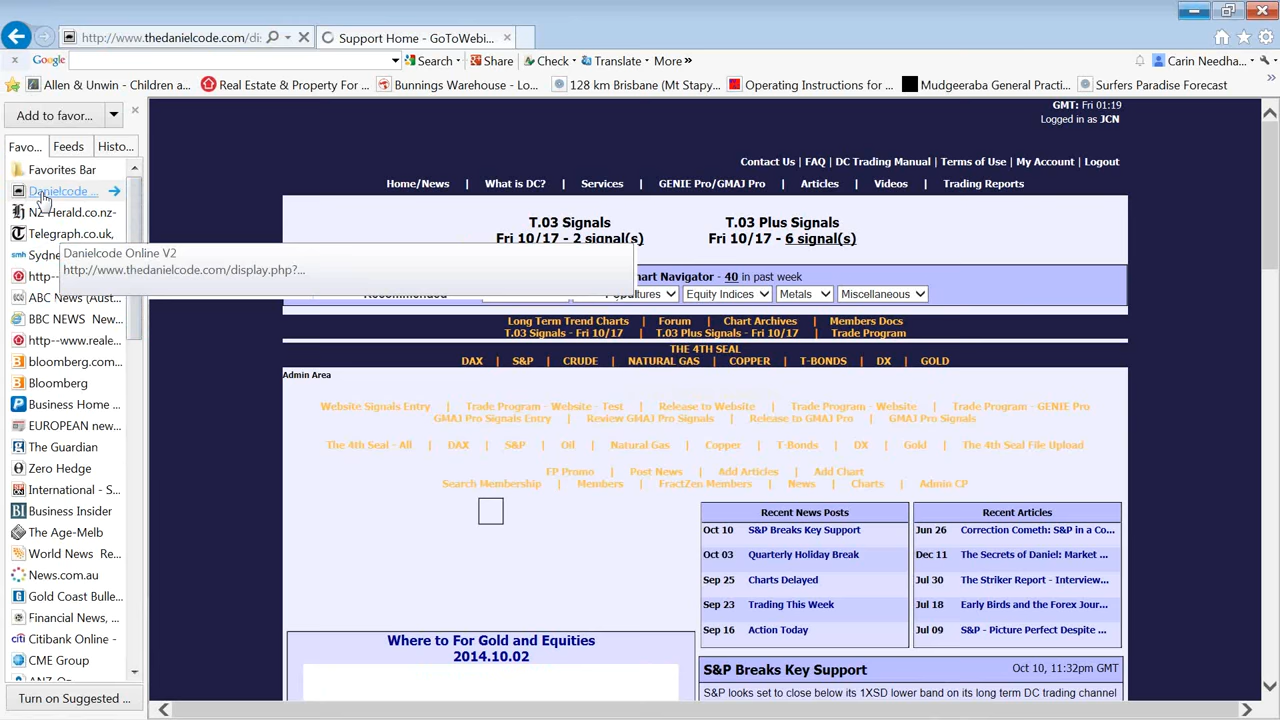 http://www.thedanielcode.com/di:
Support Home - GoToWebi...
Google
Search
Share
Check
Translate
More »
Carin Needha...
Allen & Unwin - Children a...
Real Estate & Property For ...
Bunnings Warehouse - Lo...
128 km Brisbane (Mt Stapy...
Operating Instructions for ...
Mudgeeraba General Practi...
Surfers Paradise Forecast
Add to favor...
Favo...
Feeds
Histo...
Favorites Bar
Danielcode ...
NZ Herald.co.nz-
Telegraph.co.uk,
Sydne
http--
ABC News (Aust...
BBC NEWS New...
http--www.reale...
bloomberg.com...
Bloomberg
Business Home ...
EUROPEAN new...
The Guardian
Zero Hedge
International - S...
Business Insider
The Age-Melb
World News Re...
News.com.au
Gold Coast Bulle...
Financial News, ...
Citibank Online -
CME Group
Turn on Suggested ...
Danielcode Online V2
http://www.thedanielcode.com/display.php?...
GMT: Fri 01:19
Logged in as JCN
Contact Us | FAQ | DC Trading Manual | Terms of Use | My Account | Logout
Home/News | What is DC? | Services | GENIE Pro/GMAJ Pro | Articles | Videos | Trading Reports
T.03 Signals
Fri 10/17 - 2 signal(s)
T.03 Plus Signals
Fri 10/17 - 6 signal(s)
hart Navigator - 40 in past week
Equity Indices
Metals
Miscellaneous
Long Term Trend Charts | Forum | Chart Archives | Members Docs
T.03 Signals - Fri 10/17 | T.03 Plus Signals - Fri 10/17 | Trade Program
THE 4TH SEAL
DAX | S&P | CRUDE | NATURAL GAS | COPPER | T-BONDS | DX | GOLD
Admin Area
Website Signals Entry | Trade Program - Website - Test | Release to Website | Trade Program - Website | Trade Program - GENIE Pro
GMAJ Pro Signals Entry | Review GMAJ Pro Signals | Release to GMAJ Pro | GMAJ Pro Signals
The 4th Seal - All | DAX | S&P | Oil | Natural Gas | Copper | T-Bonds | DX | Gold | The 4th Seal File Upload
FP Promo | Post News | Add Articles | Add Chart
Search Membership | Members | FractZen Members | News | Charts | Admin CP
Recent News Posts
Oct 10 S&P Breaks Key Support
Oct 03 Quarterly Holiday Break
Sep 25 Charts Delayed
Sep 23 Trading This Week
Sep 16 Action Today
Recent Articles
Jun 26 Correction Cometh: S&P in a Co...
Dec 11 The Secrets of Daniel: Market ...
Jul 30 The Striker Report - Interview...
Jul 18 Early Birds and the Forex Jour...
Jul 09 S&P - Picture Perfect Despite ...
Where to For Gold and Equities
2014.10.02
S&P Breaks Key Support
Oct 10, 11:32pm GMT
S&P looks set to close below its 1XSD lower band on its long term DC trading channel